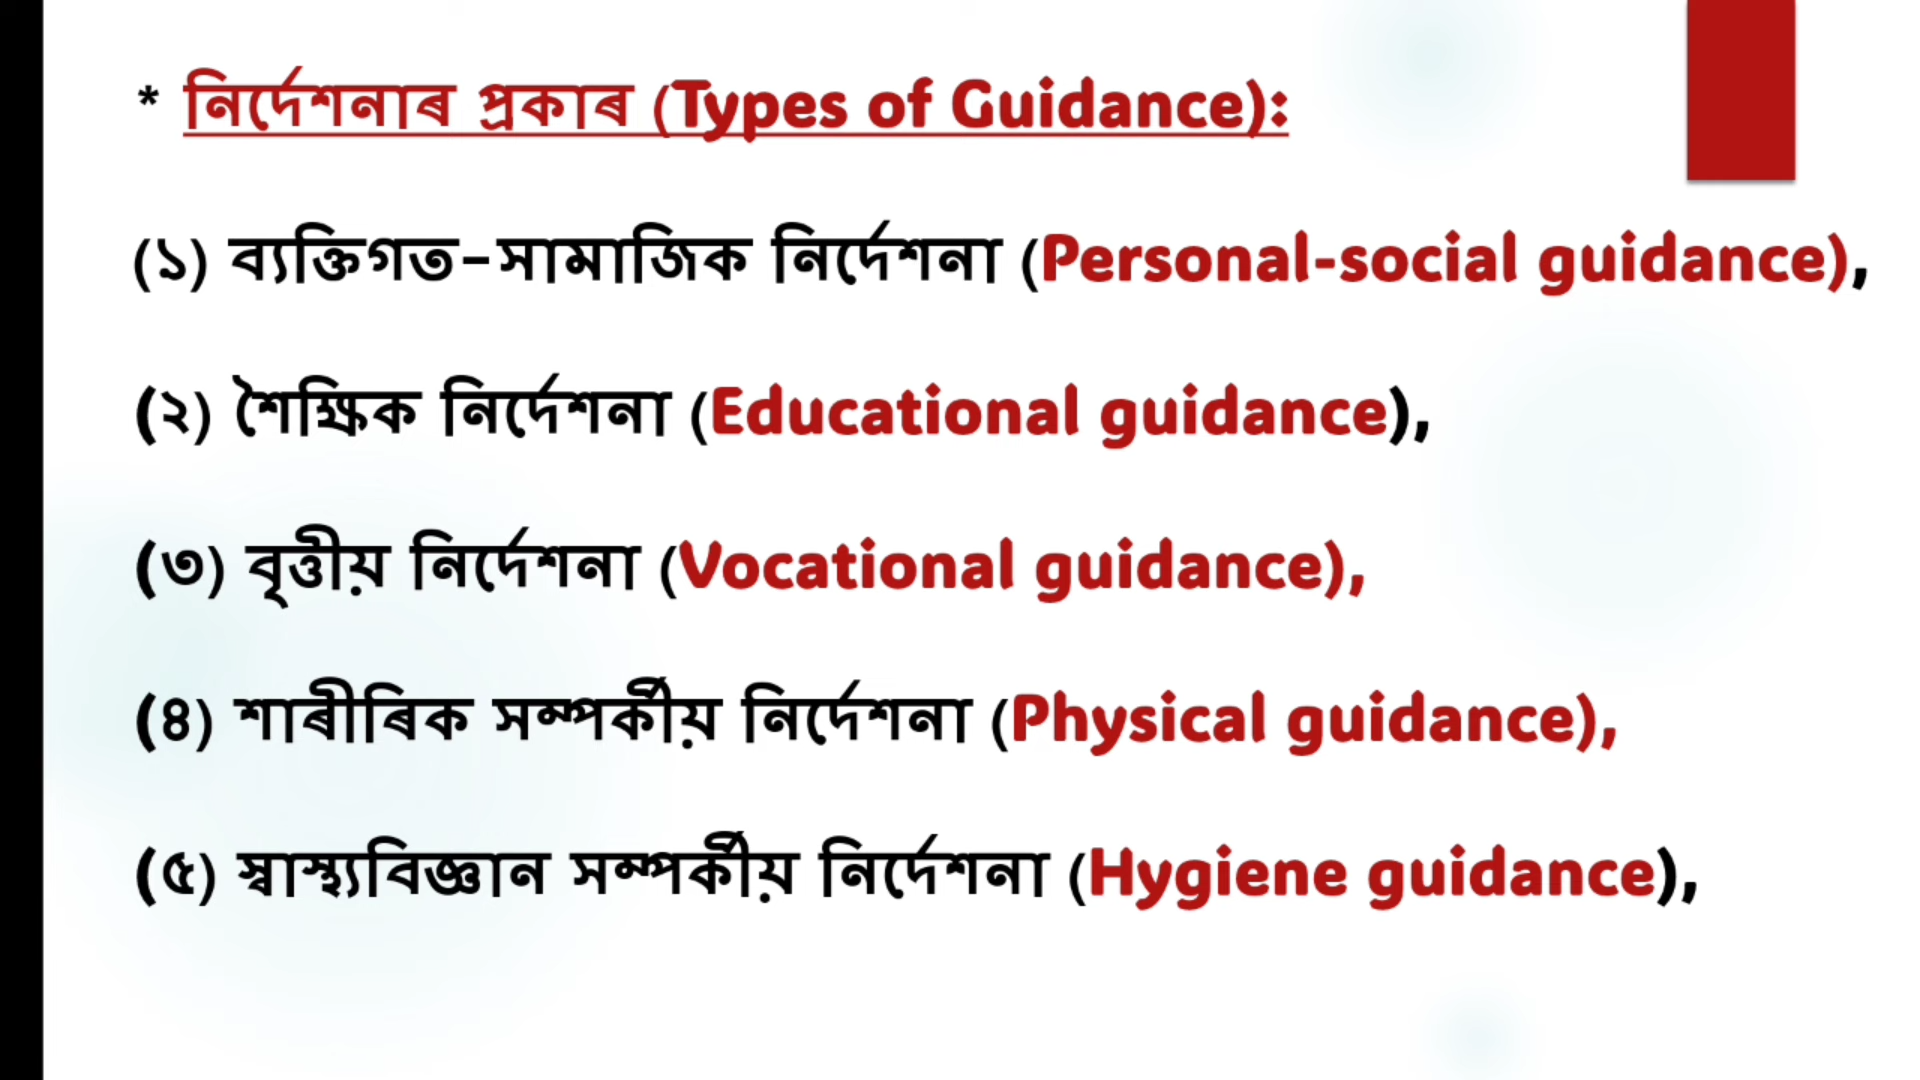 * নিৰ্দেশনাৰ প্ৰকাৰ (Types of Guidance):
(১) ব্যক্তিগত-সামাজিক নিৰ্দেশনা (Personal-social guidance),
(২) শৈক্ষিক নিৰ্দেশনা (Educational guidance),
(৩) বৃত্তীয় নিৰ্দেশনা (Vocational guidance),
(৪) শাৰীৰিক সম্পৰ্কীয় নিৰ্দেশনা (Physical guidance),
(৫) স্বাস্থ্যবিজ্ঞান সম্পৰ্কীয় নিৰ্দেশনা (Hygiene guidance),